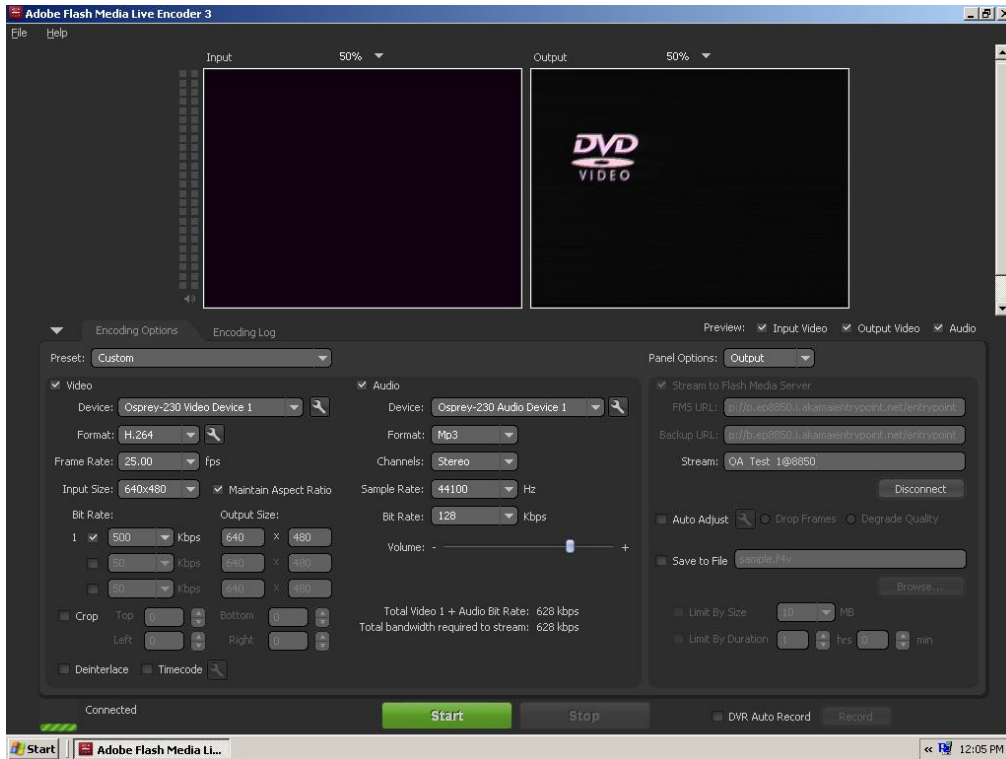 Adobe Flash Media Live Encoder 3
File Help
Input 50% Output 50%
DVD
VIDEO
Encoding Options Encoding Log Preview: Input Video Output Video Audio
Preset: Custom Panel Options: Output
Video Audio Stream to Flash Media Server
Device: Osprey-230 Video Device 1 Device: Osprey-230 Audio Device 1 FMS URL: p://p.ep8850.i.akamaientrypoint.net/entrypoint
Format: H.264 Format: Mp3 Backup URL: p://b.ep8850.i.akamaientrypoint.net/entrypoint
Frame Rate: 25.00 fps Channels: Stereo Stream: QA Test 1@8850
Input Size: 640x480 Maintain Aspect Ratio Sample Rate: 44100 Hz Disconnect
Bit Rate: Output Size: Bit Rate: 128 Kbps Auto Adjust Drop Frames Degrade Quality
1 500 Kbps 640 x 480 Volume: - +
50 Kbps 640 x 480 Save to File sample.f4v
50 Kbps 640 x 480 Browse...
Crop Top 0 Bottom 0 Total Video 1 + Audio Bit Rate: 628 kbps Limit By Size 10 MB
Left 0 Right 0 Total bandwidth required to stream: 628 kbps Limit By Duration 1 hrs 0 min
Deinterlace Timecode
Connected Start Stop DVR Auto Record Record
Start Adobe Flash Media Li... « 12:05 PM